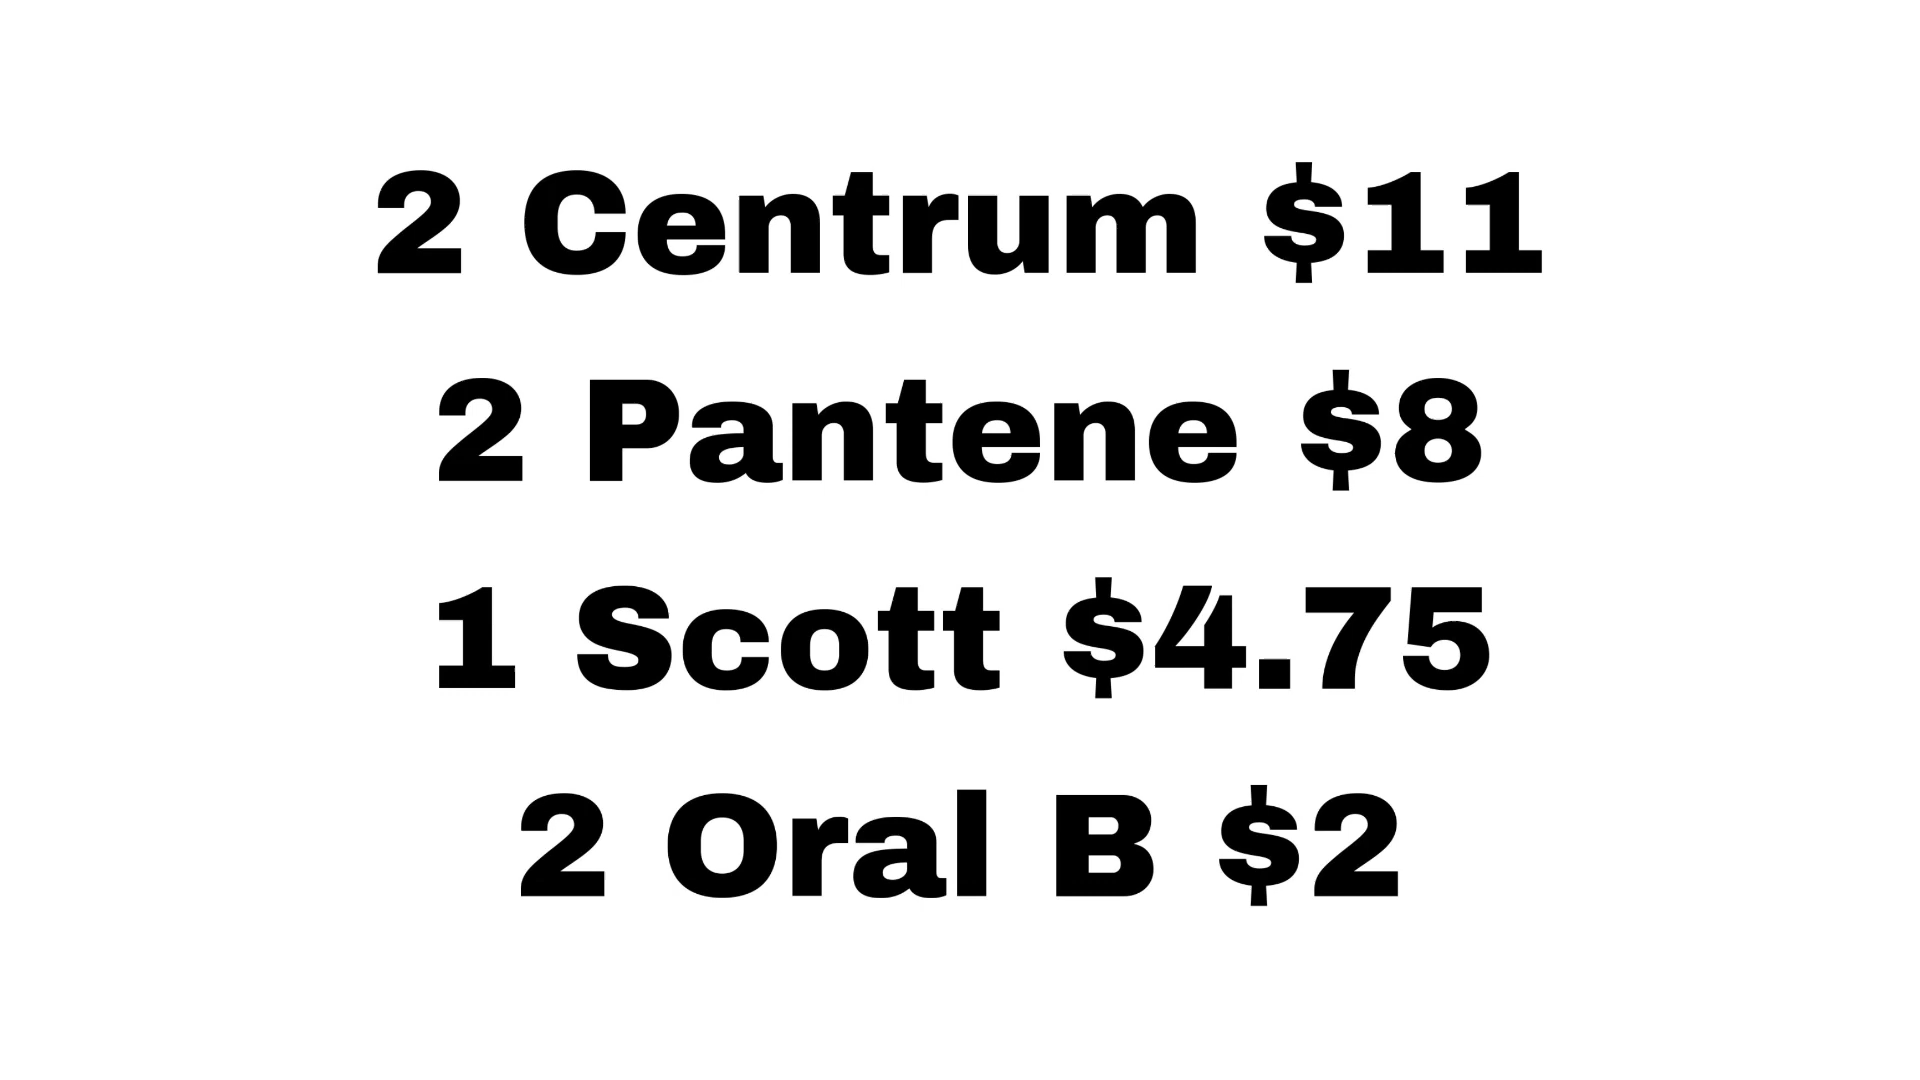 2 Centrum $11
2 Pantene $8
1 Scott $4.75
2 Oral B $2